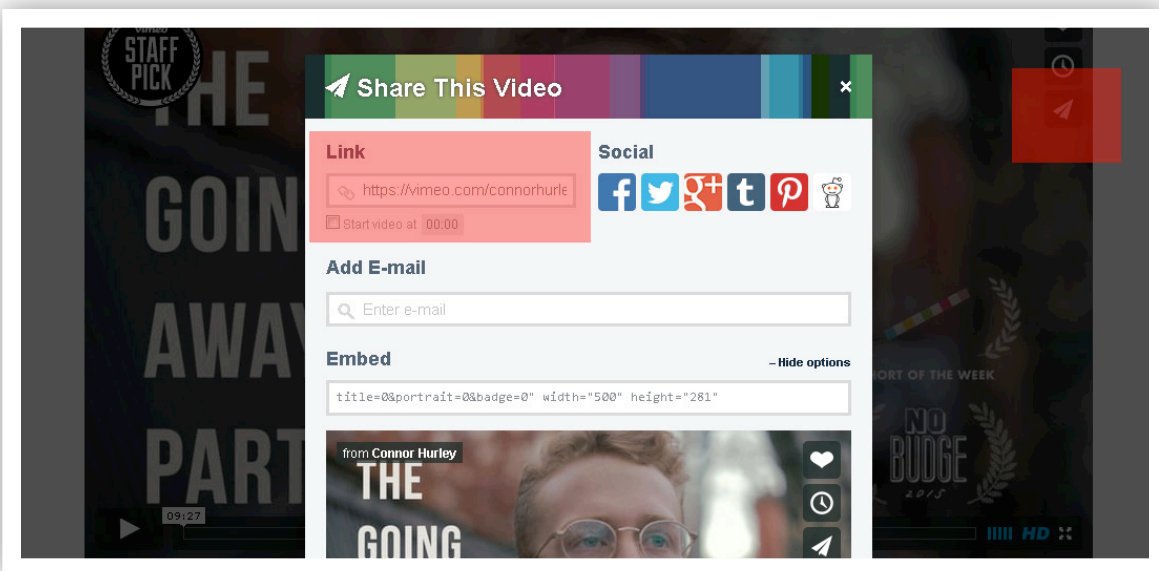 vimeo
STAFF
PICK
THE
GOIN
AWA
PART
Share This Video
×
Link
https://vimeo.com/connorhurle
Start video at 00:00
Social
f g+ t p
Add E-mail
Enter e-mail
Embed
– Hide options
title=0&portrait=0&badge=0" width="500" height="281"
from Connor Hurley
THE
GOING
HORT OF THE WEEK
NO
BUDGE
2015
09:27
HD